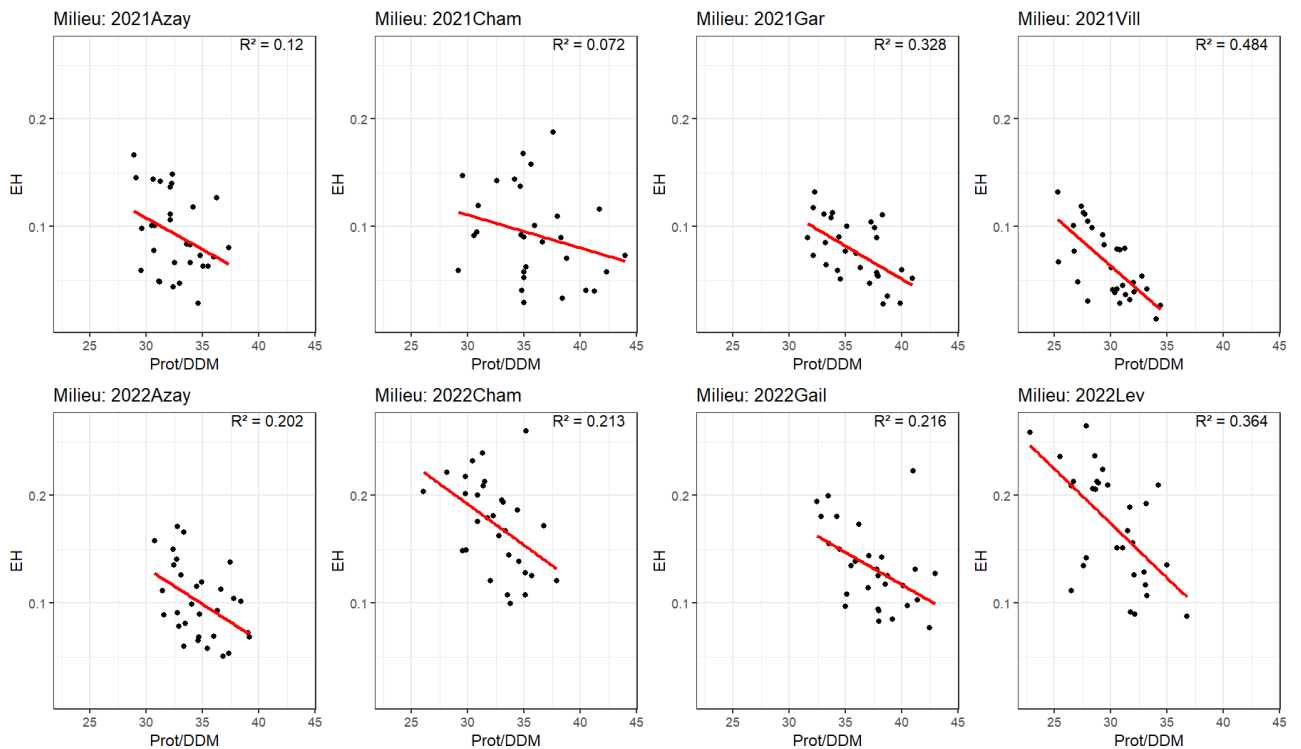 Milieu: 2021Azay
R² = 0.12
EH
0.2
0.1
25 30 35 40 45
Prot/DDM
Milieu: 2021Cham
R² = 0.072
EH
0.2
0.1
25 30 35 40 45
Prot/DDM
Milieu: 2021Gar
R² = 0.328
EH
0.2
0.1
25 30 35 40 45
Prot/DDM
Milieu: 2021Vill
R² = 0.484
EH
0.2
0.1
25 30 35 40 45
Prot/DDM
Milieu: 2022Azay
R² = 0.202
EH
0.2
0.1
25 30 35 40 45
Prot/DDM
Milieu: 2022Cham
R² = 0.213
EH
0.2
0.1
25 30 35 40 45
Prot/DDM
Milieu: 2022Gail
R² = 0.216
EH
0.2
0.1
25 30 35 40 45
Prot/DDM
Milieu: 2022Lev
R² = 0.364
EH
0.2
0.1
25 30 35 40 45
Prot/DDM